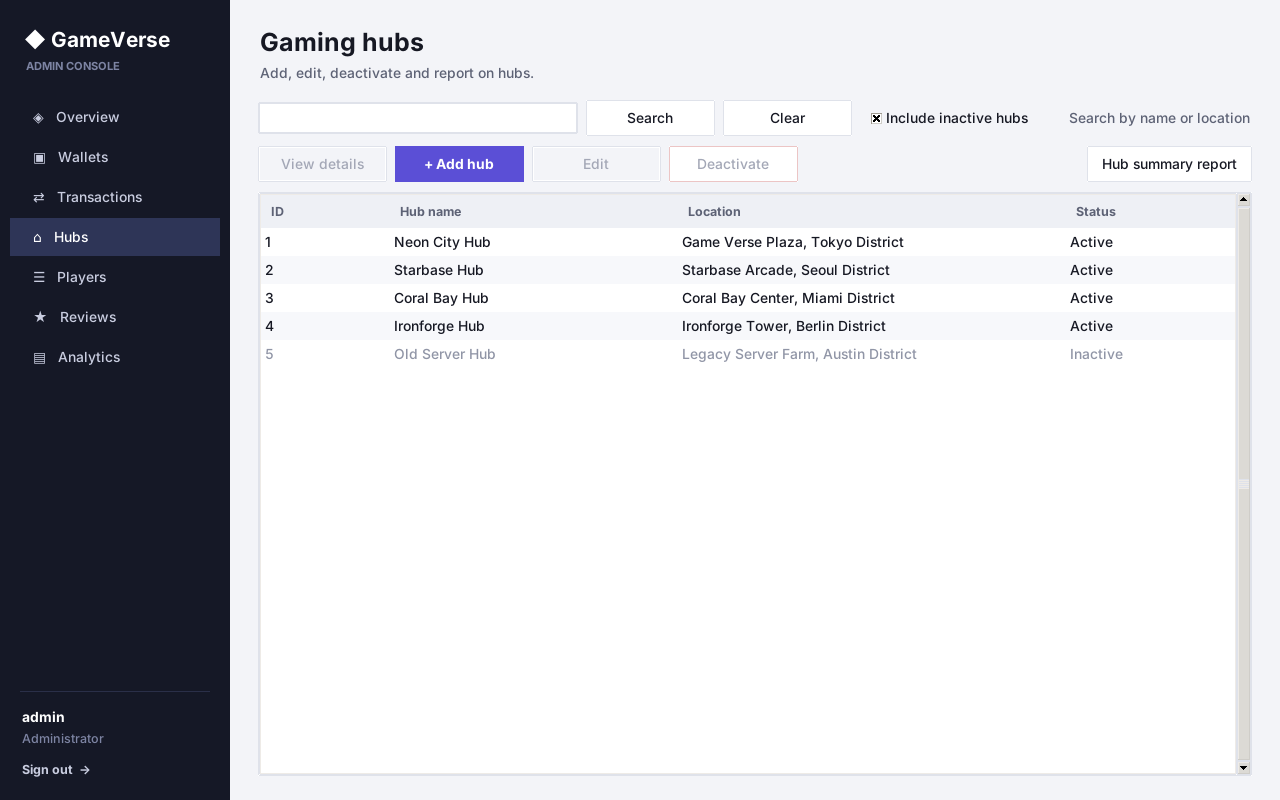 GameVerse
ADMIN CONSOLE
Overview
Wallets
Transactions
Hubs
Players
Reviews
Analytics
admin
Administrator
Sign out →
Gaming hubs
Add, edit, deactivate and report on hubs.
Search Clear Include inactive hubs Search by name or location
View details + Add hub Edit Deactivate Hub summary report
ID Hub name Location Status
1 Neon City Hub Game Verse Plaza, Tokyo District Active
2 Starbase Hub Starbase Arcade, Seoul District Active
3 Coral Bay Hub Coral Bay Center, Miami District Active
4 Ironforge Hub Ironforge Tower, Berlin District Active
5 Old Server Hub Legacy Server Farm, Austin District Inactive